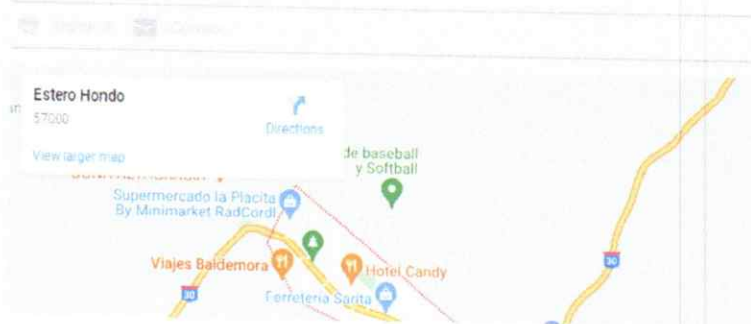 Estero Hondo
57000
Directions
View larger map
de baseball
y Softball
Supermercado la Placita
By Minimarket RadCordl
Viajes Baldemora
Hotel Candy
30
30
Ferretería Sarita